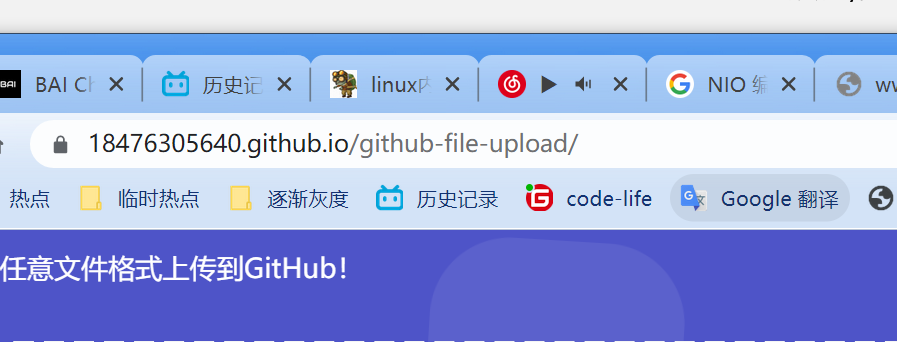 BAI Ch 历史记 linux内 NIO 编 ww
18476305640.github.io/github-file-upload/
热点 临时热点 逐渐灰度 历史记录 code-life Google 翻译
任意文件格式上传到GitHub!